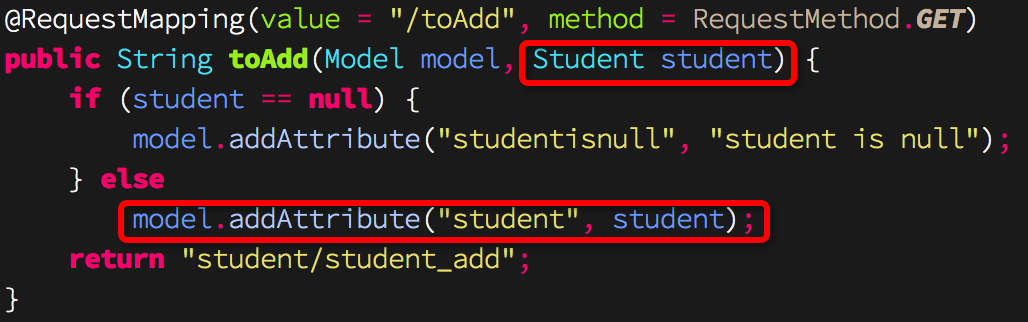 @RequestMapping(value = "/toAdd", method = RequestMethod.GET)
public String toAdd(Model model, Student student) {
    if (student == null) {
        model.addAttribute("studentisnull", "student is null");
    } else
        model.addAttribute("student", student);
    return "student/student_add";
}